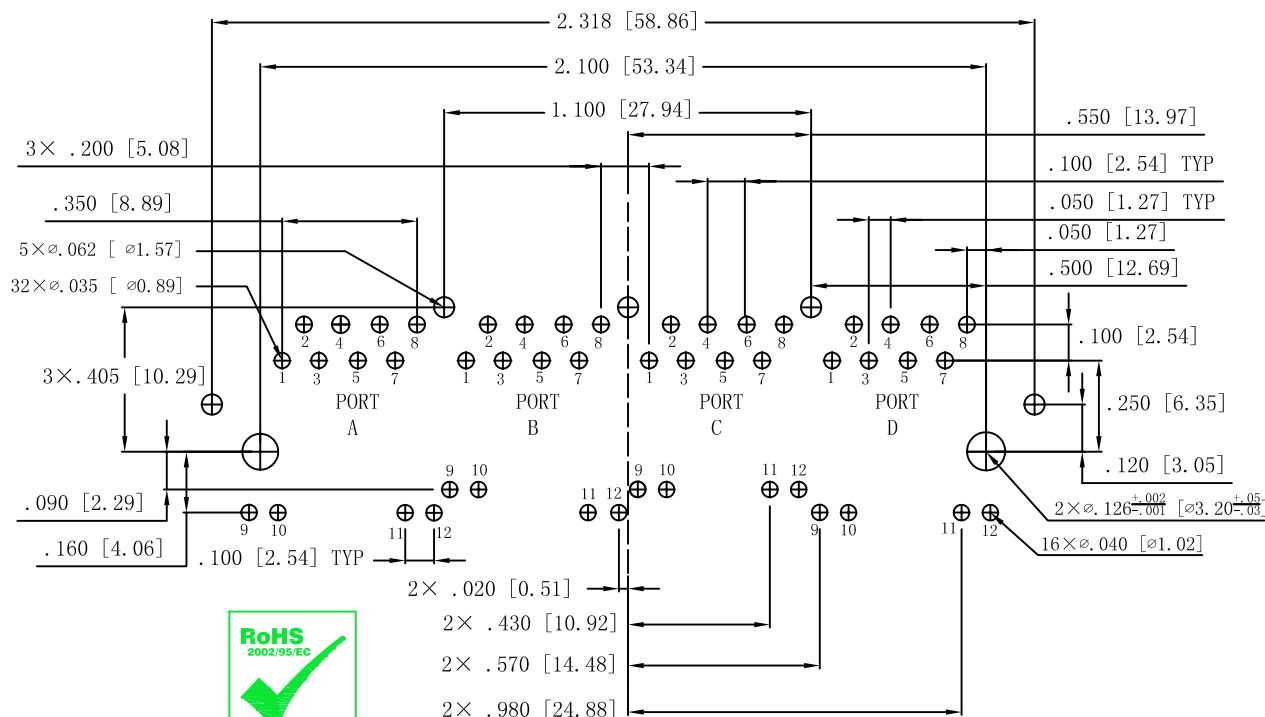 2.318 [58.86]
2.100 [53.34]
1.100 [27.94]
.550 [13.97]
3× .200 [5.08]
.100 [2.54] TYP
.350 [8.89]
.050 [1.27] TYP
5×⌀.062 [ ⌀1.57]
.050 [1.27]
32×⌀.035 [ ⌀0.89]
.500 [12.69]
2 4 6 8 2 4 6 8 2 4 6 8 2 4 6 8
.100 [2.54]
3×.405 [10.29]
1 3 5 7 1 3 5 7 1 3 5 7 1 3 5 7
PORT PORT PORT PORT
A B C D
.250 [6.35]
.120 [3.05]
9 10 9 10 11 12
11 12
.090 [2.29]
2×⌀.126+.002 -.001 [⌀3.20+.05 -.03]
9 10 11 12 9 10 11 12
.160 [4.06]
.100 [2.54] TYP
16×⌀.040 [⌀1.02]
2× .020 [0.51]
2× .430 [10.92]
RoHS
2002/95/EC
2× .570 [14.48]
2× .980 [24.88]